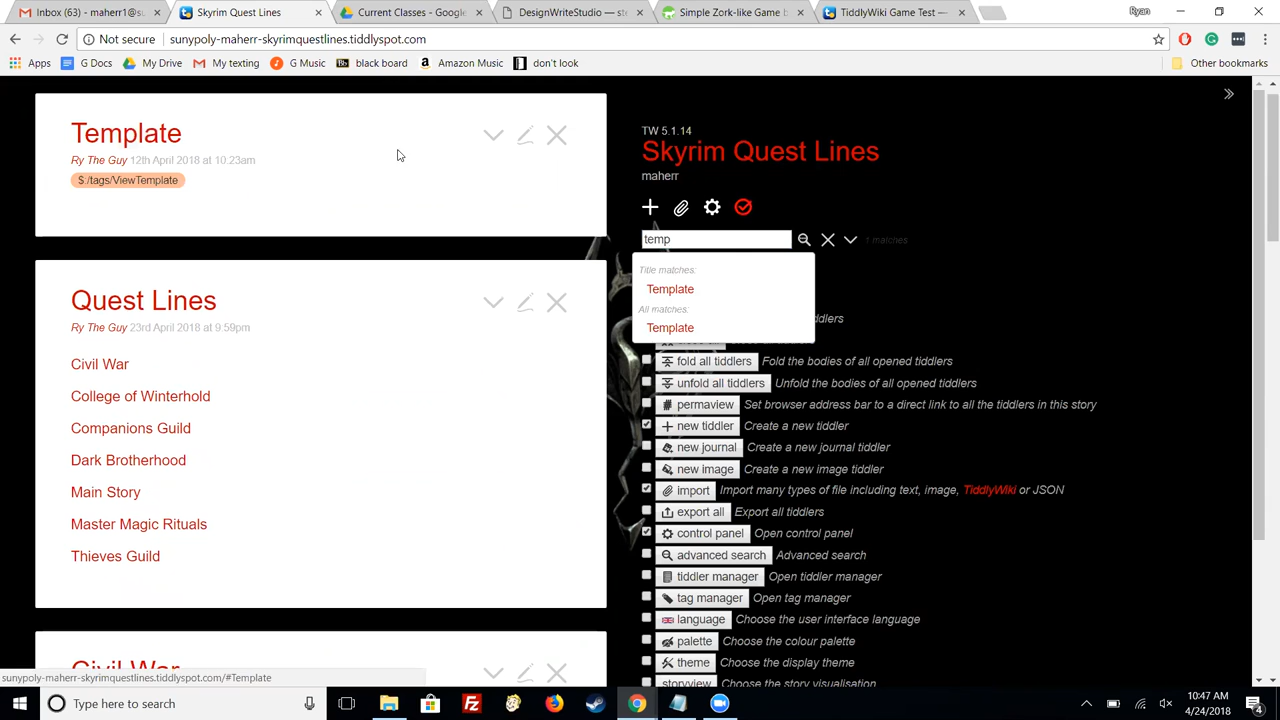 Inbox (3) - maherr1@su
Skyrim Quest Lines
Current Classes - Google
DesignWriteStudio — ste
Simple Zork-like game b
TiddlyWiki Game Test —
Ryan
Not secure
sunypoly-maherr-skyrimquestlines.tiddlyspot.com/
Apps
G Docs
My Drive
My texting
G Music
black board
Amazon Music
don't look
Other bookmarks
Template
Ry The Guy 12th April 2018 at 10.23am
$:/tags/ViewTemplate
Quest Lines
Ry The Guy 23rd April 2018 at 9:59pm
Civil War
College of Winterhold
Companions Guild
Dark Brotherhood
Main Story
Master Magic Rituals
Thieves Guild
Civil War
sunypoly-maherr-skyrimquestlines.tiddlyspot.com/#Template
TW 5.1.14
Skyrim Quest Lines
maherr
temp
1 matches
Title matches:
Template
All matches:
Template
fold all tiddlers Fold the bodies of all opened tiddlers
unfold all tiddlers Unfold the bodies of all opened tiddlers
permaview Set browser address bar to a direct link to all the tiddlers in this story
new tiddler Create a new tiddler
new journal Create a new journal tiddler
new image Create a new image tiddler
import Import many types of file including text, image, TiddlyWiki or JSON
export all Export all tiddlers
control panel Open control panel
advanced search Advanced search
tiddler manager Open tiddler manager
tag manager Open tag manager
language Choose the user interface language
palette Choose the colour palette
theme Choose the display theme
storyview Choose the story visualisation
Type here to search
10:47 AM
4/24/2018
4